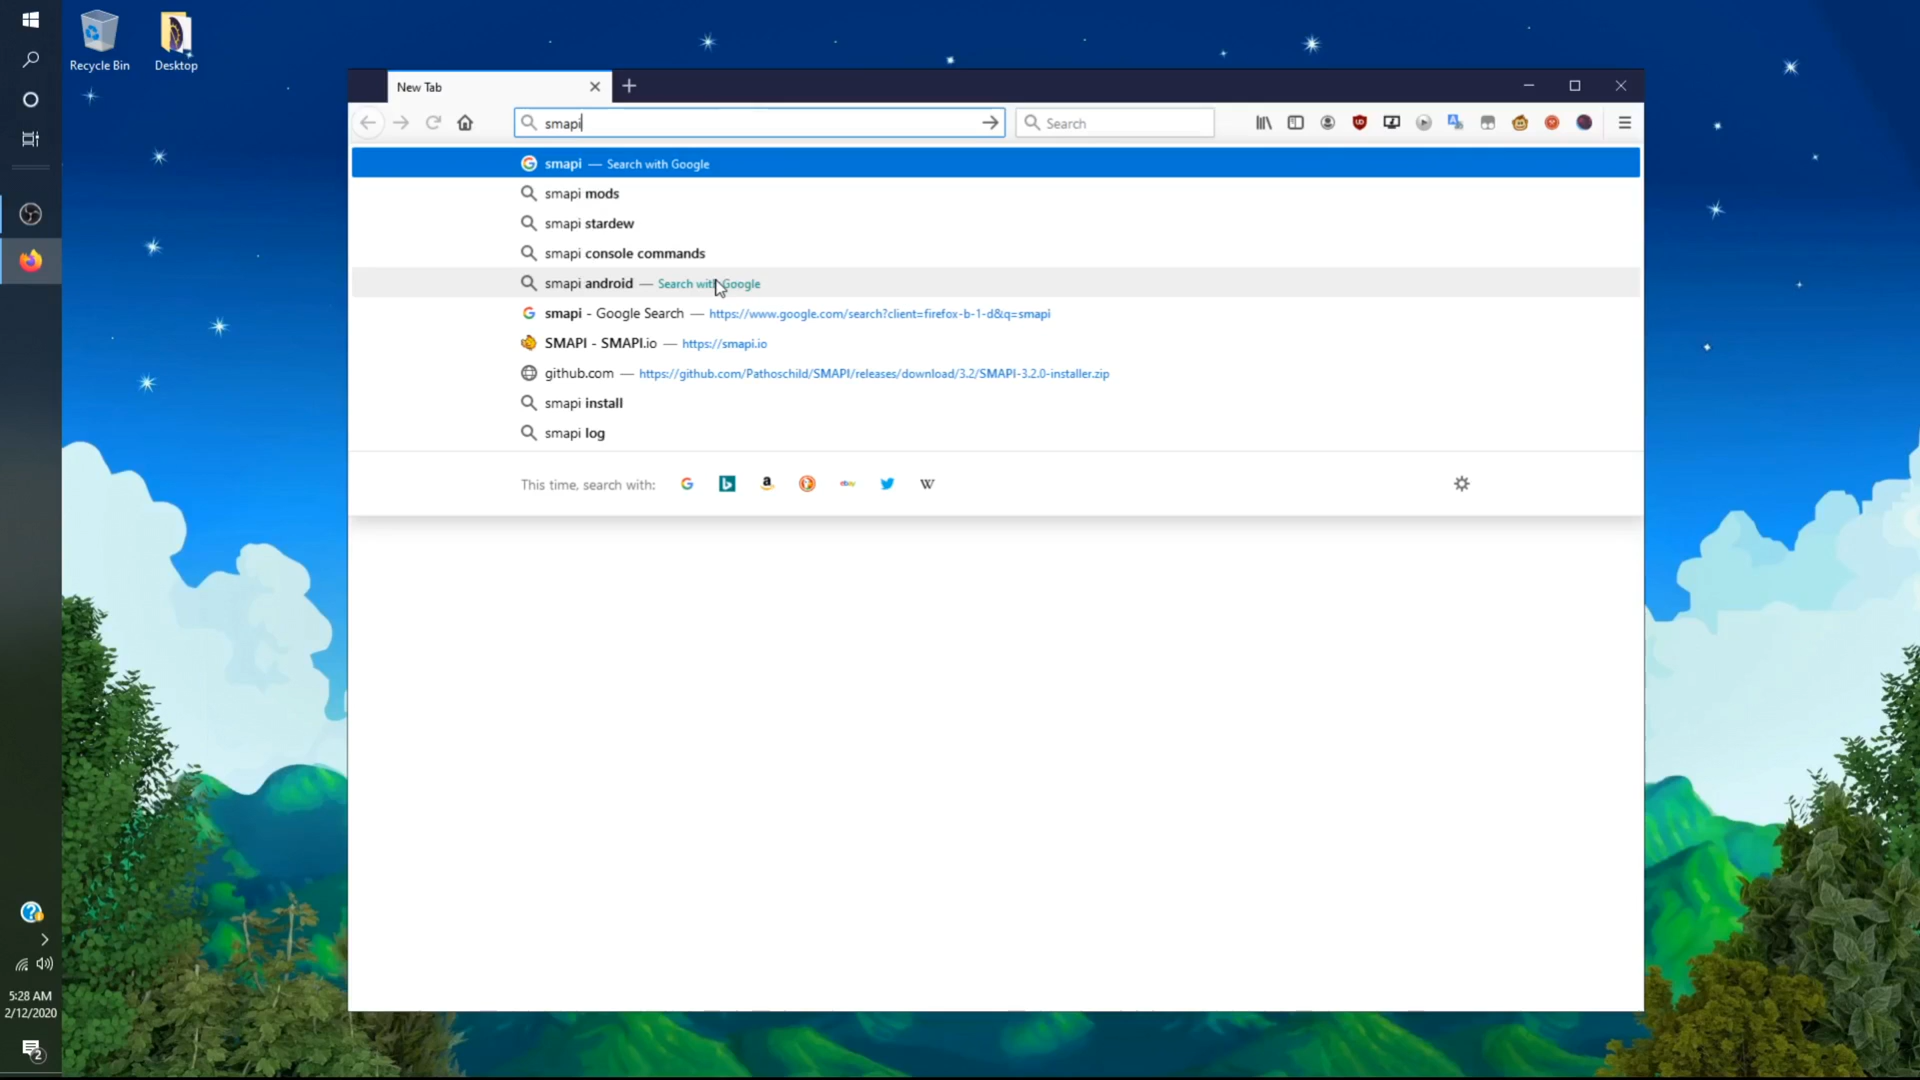 Recycle Bin
Desktop
New Tab
smapi
Search
smapi — Search with Google
smapi mods
smapi stardew
smapi console commands
smapi android — Search with Google
smapi - Google Search — https://www.google.com/search?client=firefox-b-1-d&q=smapi
SMAPI - SMAPI.io — https://smapi.io
github.com — https://github.com/Pathoschild/SMAPI/releases/download/3.2/SMAPI-3.2.0-installer.zip
smapi install
smapi log
This time, search with:
5:28 AM
2/12/2020
2